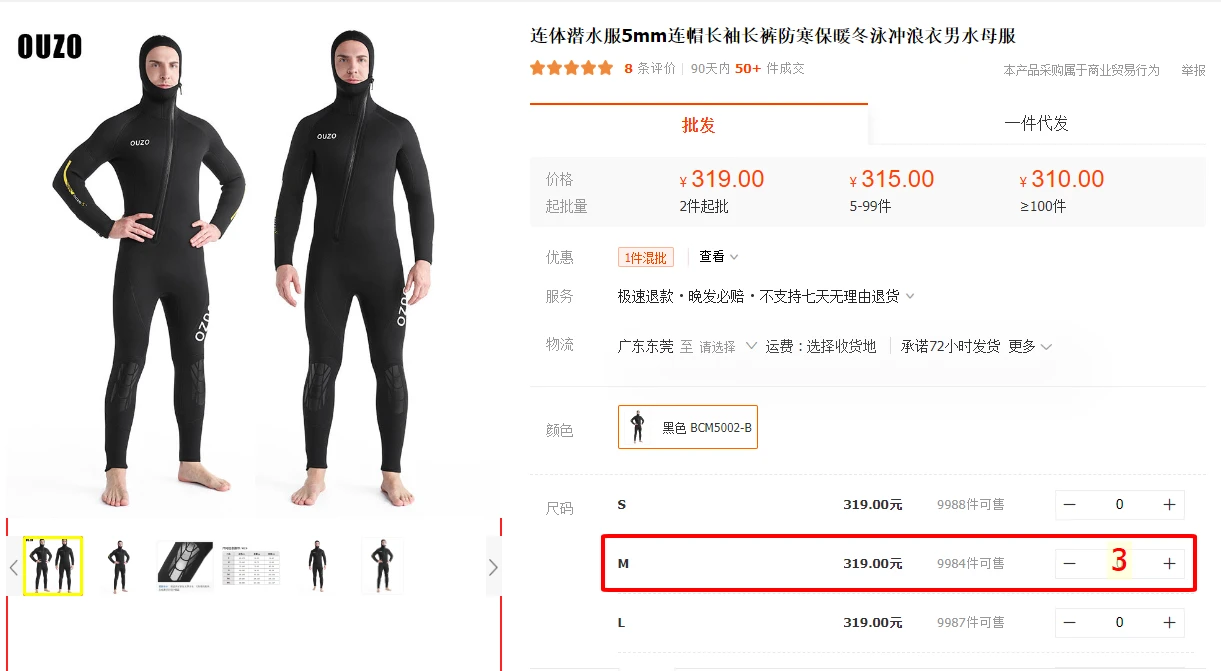 OUZO
OUZO
OUZO
OUZO
OUZO
连体潜水服5mm连帽长袖长裤防寒保暖冬泳冲浪衣男水母服
8 条评价 90天内 50+ 件成交
本产品采购属于商业贸易行为 举报
批发
一件代发
价格 ¥319.00 ¥315.00 ¥310.00
起批量 2件起批 5-99件 ≥100件
优惠 1件混批 查看
服务 极速退款·晚发必赔·不支持七天无理由退货
物流 广东东莞 至 请选择 运费：选择收货地 承诺72小时发货 更多
颜色 黑色 BCM5002-B
尺码 S 319.00元 9988件可售 — 0 +
M 319.00元 9984件可售 — 3 +
L 319.00元 9987件可售 — 0 +